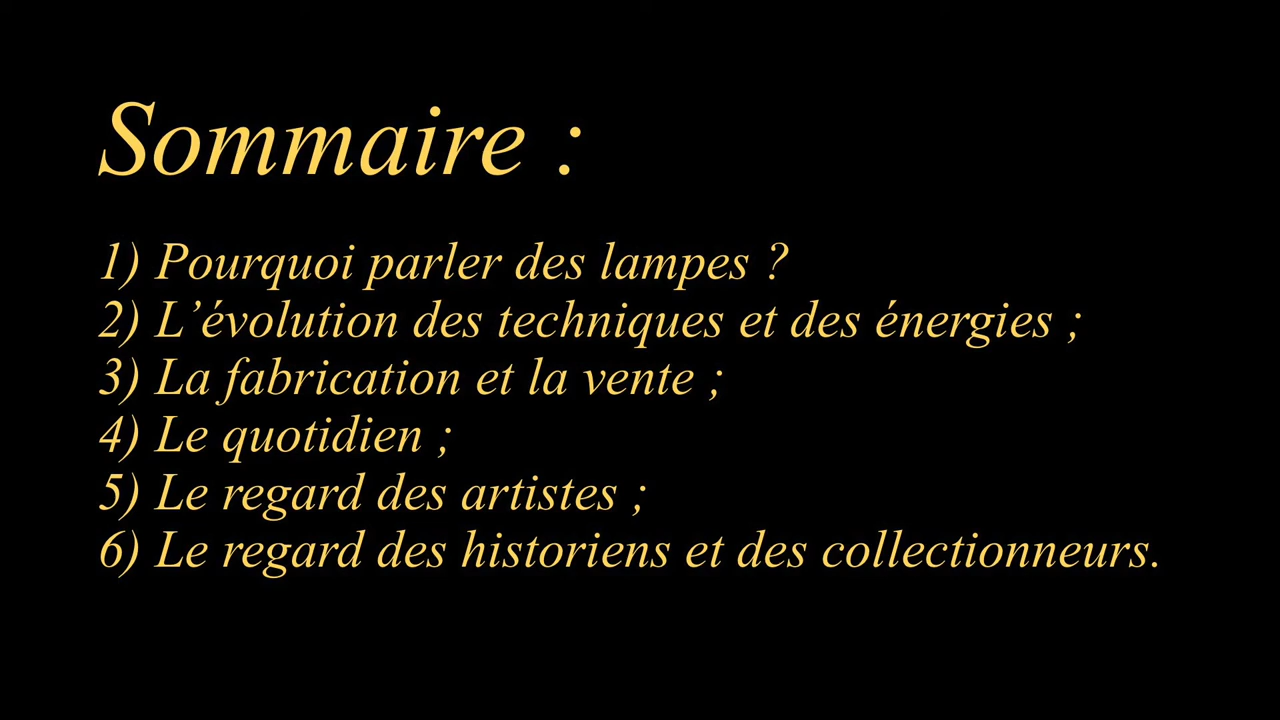 Sommaire :
1) Pourquoi parler des lampes ?
2) L’évolution des techniques et des énergies ;
3) La fabrication et la vente ;
4) Le quotidien ;
5) Le regard des artistes ;
6) Le regard des historiens et des collectionneurs.